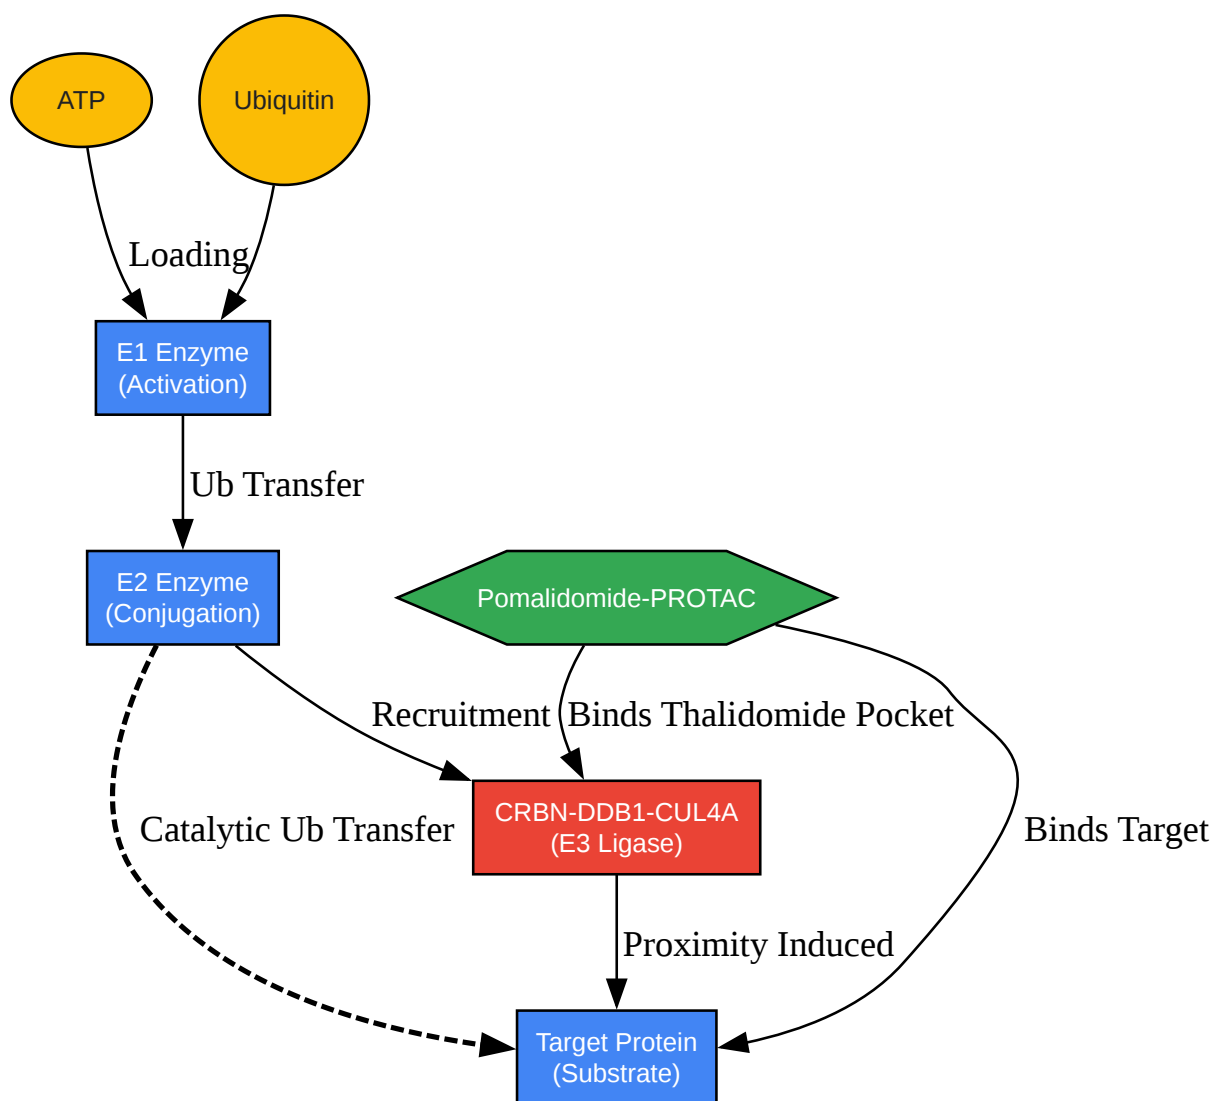 ATP
Ubiquitin
Loading
E1 Enzyme
(Activation)
Ub Transfer
E2 Enzyme
(Conjugation)
Pomalidomide-PROTAC
Recruitment
Binds Thalidomide Pocket
Catalytic Ub Transfer
CRBN-DDB1-CUL4A
(E3 Ligase)
Binds Target
Proximity Induced
Target Protein
(Substrate)